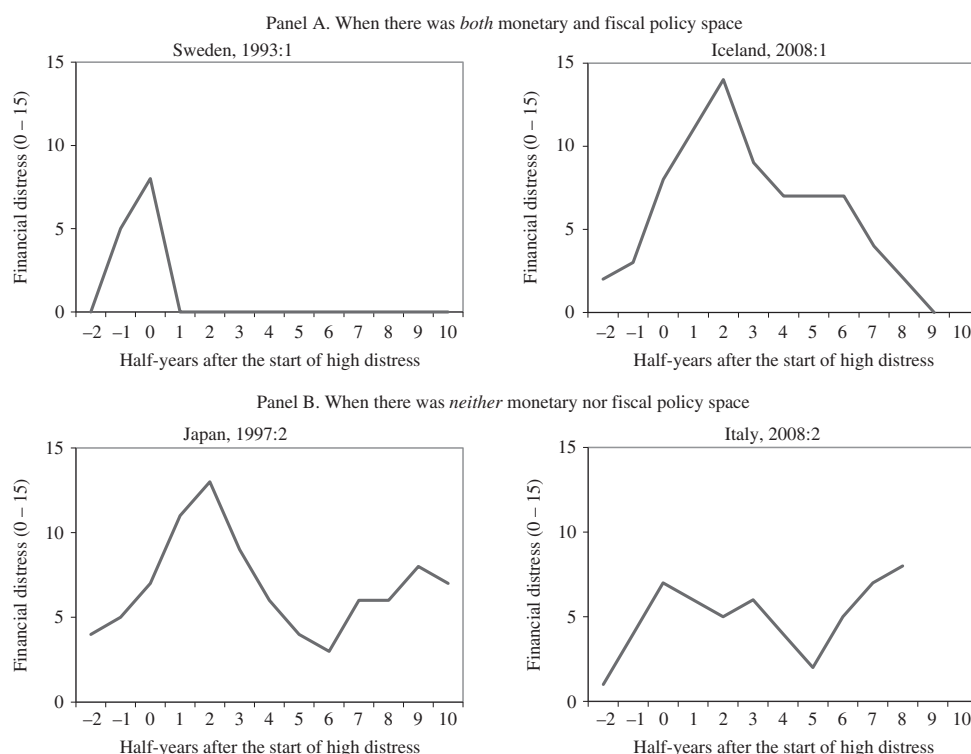 Panel A. When there was both monetary and fiscal policy space
Sweden, 1993:1
Financial distress (0 – 15)
15
10
5
0
–2 –1 0 1 2 3 4 5 6 7 8 9 10
Half-years after the start of high distress
Iceland, 2008:1
Financial distress (0 – 15)
15
10
5
0
–2 –1 0 1 2 3 4 5 6 7 8 9 10
Half-years after the start of high distress
Panel B. When there was neither monetary nor fiscal policy space
Japan, 1997:2
Financial distress (0 – 15)
15
10
5
0
–2 –1 0 1 2 3 4 5 6 7 8 9 10
Half-years after the start of high distress
Italy, 2008:2
Financial distress (0 – 15)
15
10
5
0
–2 –1 0 1 2 3 4 5 6 7 8 9 10
Half-years after the start of high distress